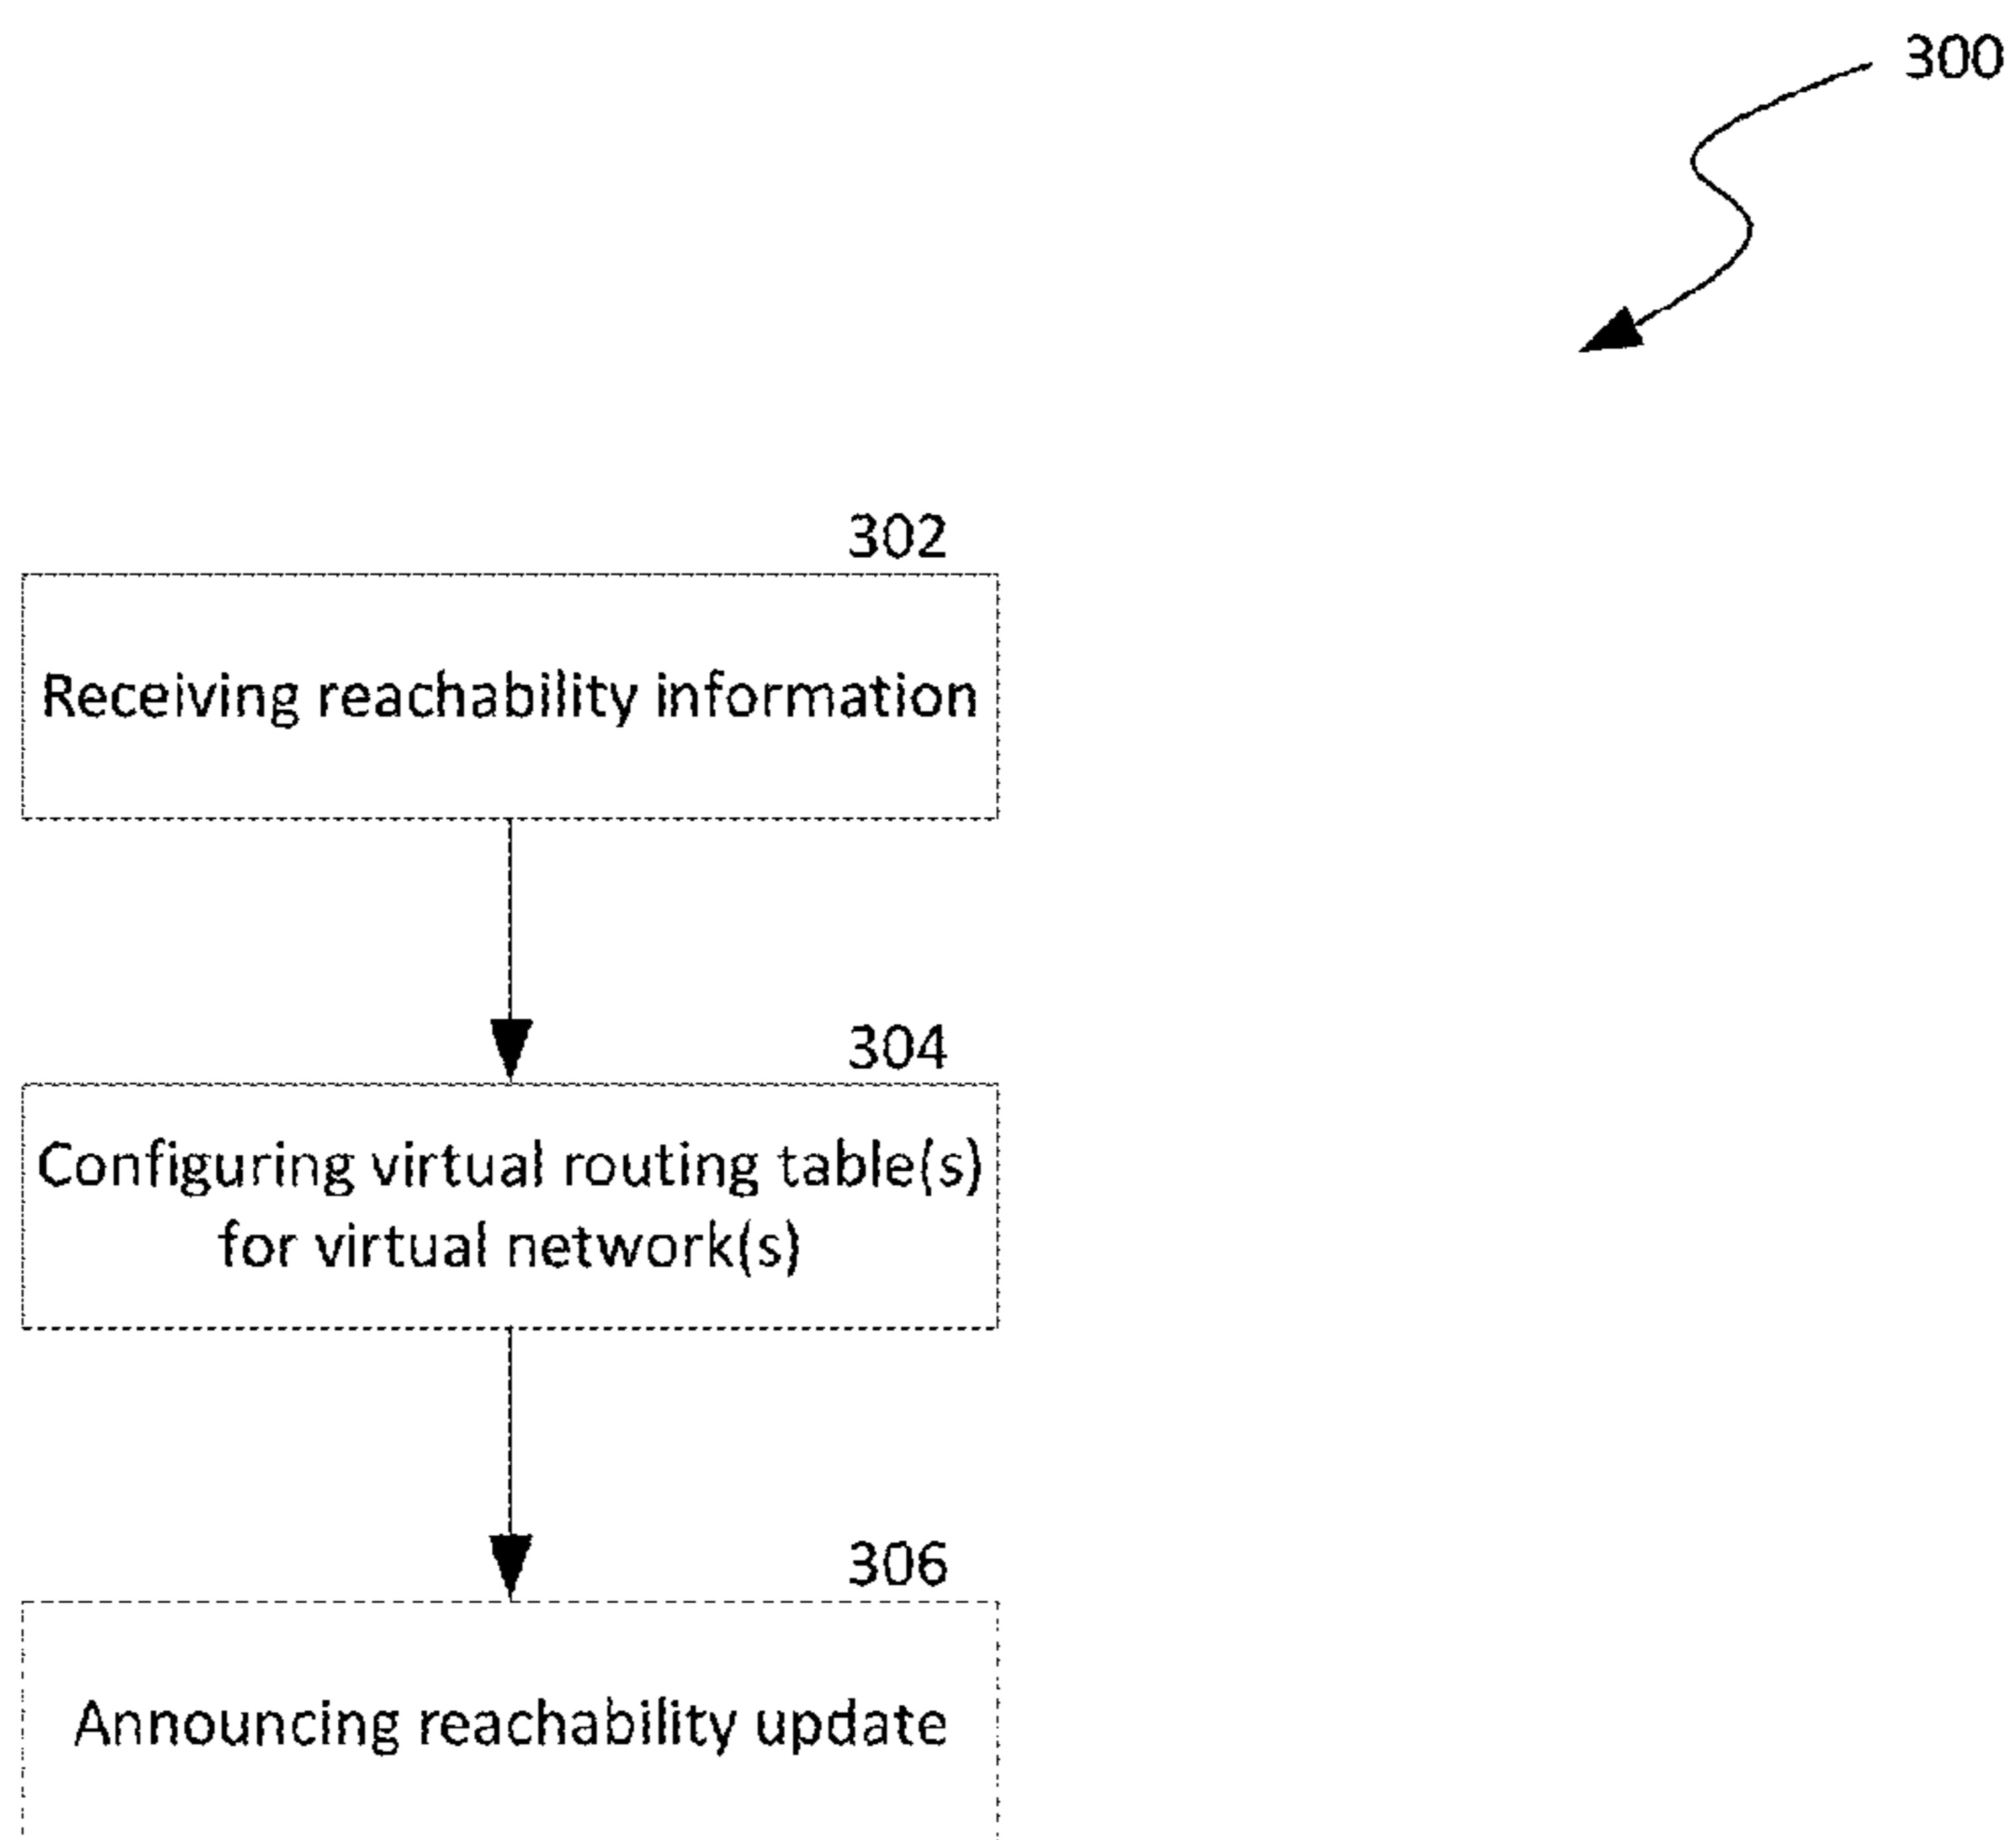 300
302
Receiving reachability information
304
Configuring virtual routing table(s)
for virtual network(s)
306
Announcing reachability update